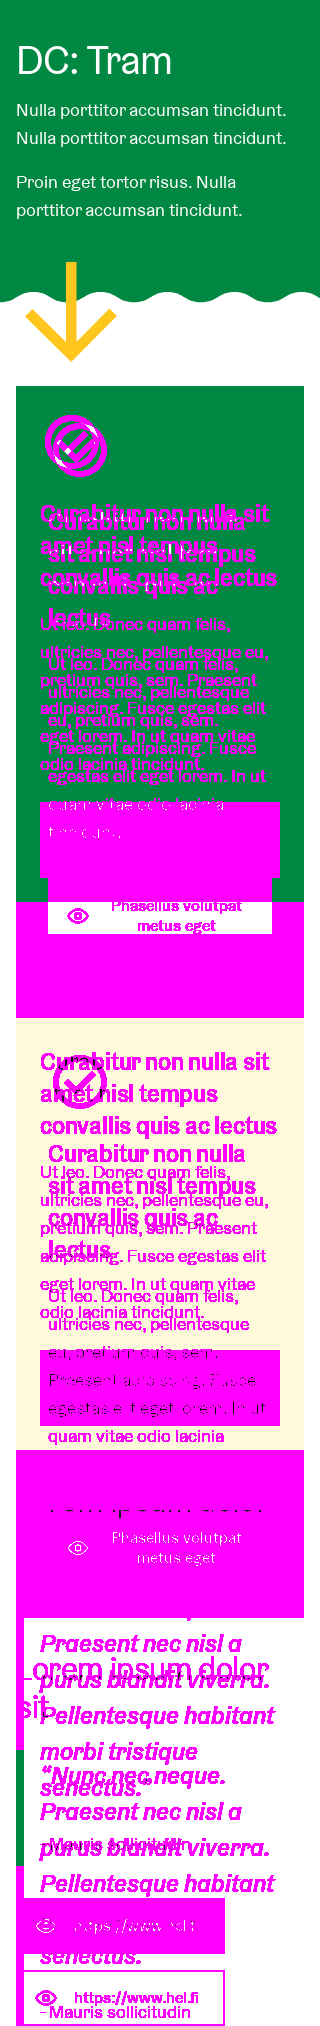 DC: Tram
Nulla porttitor accumsan tincidunt.
Nulla porttitor accumsan tincidunt.
Proin eget tortor risus. Nulla
porttitor accumsan tincidunt.
Curabitur non nulla sit
amet nisl tempus
convallis quis ac lectus
Curabitur non nulla
sit amet nisl tempus
convallis quis ac
lectus
Ut leo. Donec quam felis,
ultricies nec, pellentesque eu,
pretium quis, sem. Praesent
adipiscing. Fusce egestas elit
eget lorem. In ut quam vitae
odio lacinia tincidunt.
Ut leo. Donec quam felis,
ultricies nec, pellentesque
eu, pretium quis, sem.
Praesent adipiscing. Fusce
egestas elit eget lorem. In ut
quam vitae odio lacinia
tincidunt.
Phasellus volutpat
metus eget
Curabitur non nulla sit
amet nisl tempus
convallis quis ac lectus
Curabitur non nulla
sit amet nisl tempus
convallis quis ac
lectus
Ut leo. Donec quam felis,
ultricies nec, pellentesque eu,
pretium quis, sem. Praesent
adipiscing. Fusce egestas elit
eget lorem. In ut quam vitae
odio lacinia tincidunt.
Ut leo. Donec quam felis,
ultricies nec, pellentesque
eu, pretium quis, sem.
Praesent adipiscing. Fusce
egestas elit eget lorem. In ut
quam vitae odio lacinia
Phasellus volutpat
metus eget
Praesent nec nisl a
purus blandit viverra.
Pellentesque habitant
morbi tristique
senectus.”
Lorem ipsum dolor
sit
“Nunc nec neque.
Praesent nec nisl a
purus blandit viverra.
Pellentesque habitant
- Mauris sollicitudin
https://www.hel.fi
senectus.
https://www.hel.fi
- Mauris sollicitudin